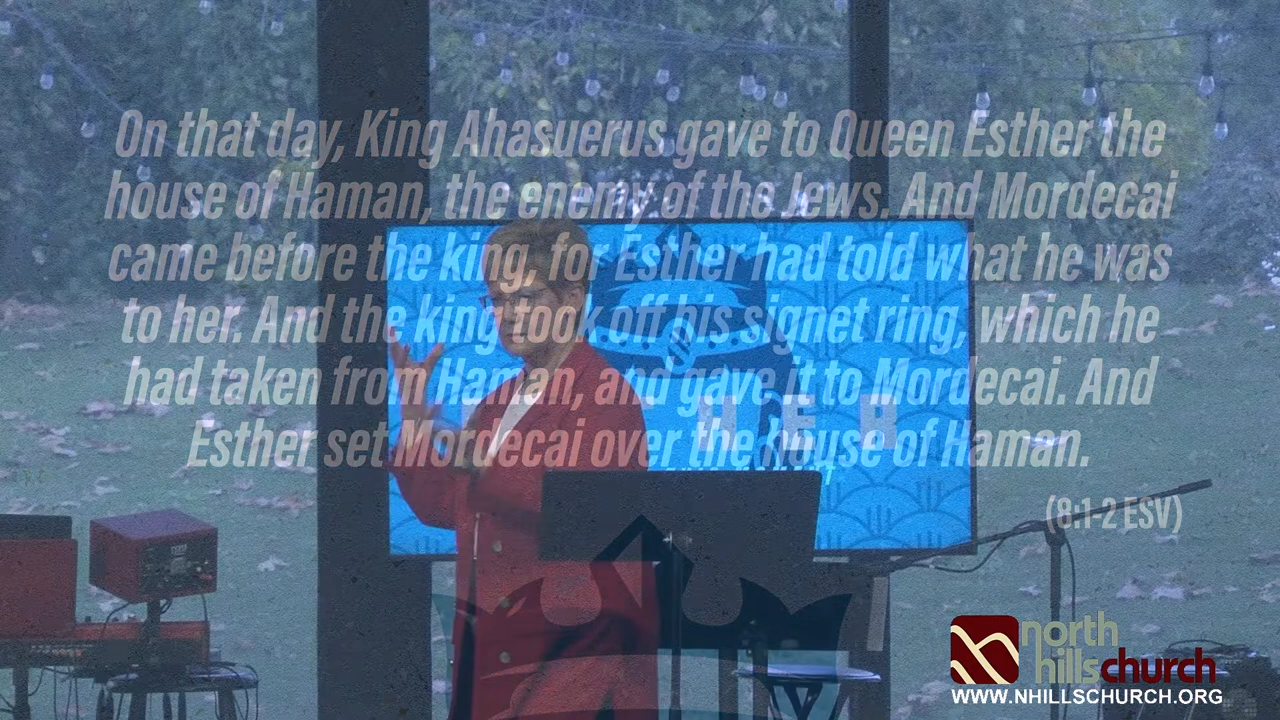 On that day, King Ahasuerus gave to Queen Esther the
house of Haman, the enemy of the Jews. And Mordecai
came before the king, for Esther had told what he was
to her. And the king took off his signet ring, which he
had taken from Haman, and gave it to Mordecai. And
Esther set Mordecai over the house of Haman.
(8:1-2 ESV)
HER
north
hillschurch
WWW.NHILLSCHURCH.ORG